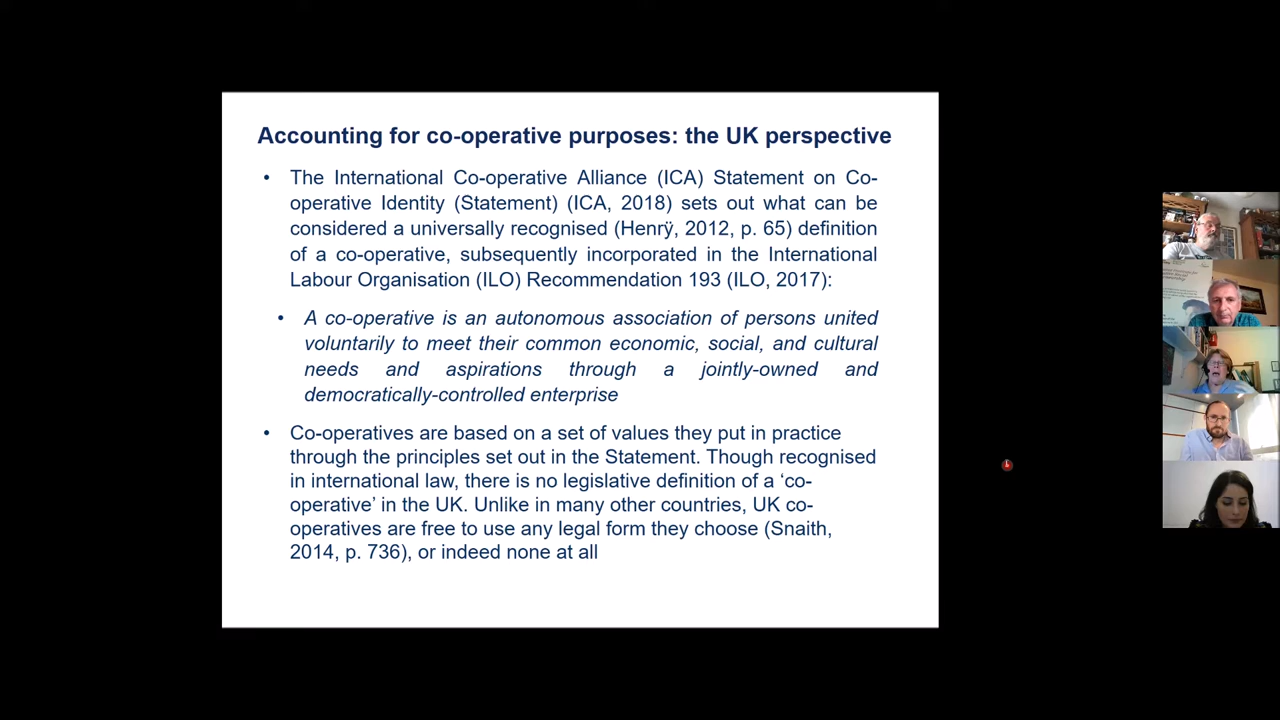 Accounting for co-operative purposes: the UK perspective
• The International Co-operative Alliance (ICA) Statement on Co-
operative Identity (Statement) (ICA, 2018) sets out what can be
considered a universally recognised (Henrÿ, 2012, p. 65) definition
of a co-operative, subsequently incorporated in the International
Labour Organisation (ILO) Recommendation 193 (ILO, 2017):
• A co-operative is an autonomous association of persons united
voluntarily to meet their common economic, social, and cultural
needs and aspirations through a jointly-owned and
democratically-controlled enterprise
• Co-operatives are based on a set of values they put in practice
through the principles set out in the Statement. Though recognised
in international law, there is no legislative definition of a ‘co-
operative’ in the UK. Unlike in many other countries, UK co-
operatives are free to use any legal form they choose (Snaith,
2014, p. 736), or indeed none at all